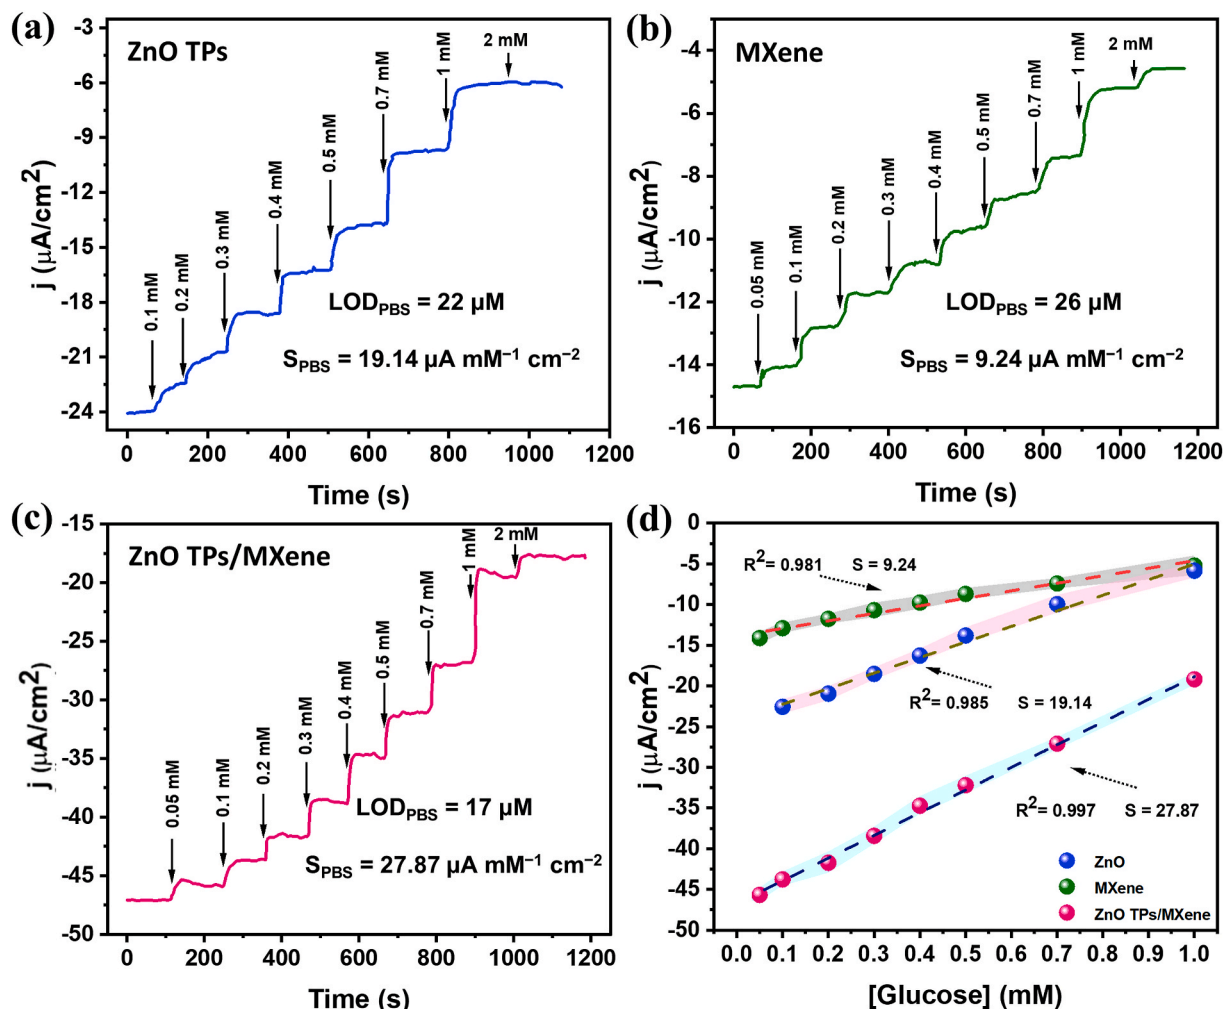 (a)
ZnO TPs
-3
-6
-9
-12
-15
-18
-21
-24
j (µA/cm²)
0.1 mM
0.2 mM
0.3 mM
0.4 mM
0.5 mM
0.7 mM
1 mM
2 mM
LODPBS = 22 µM
SPBS = 19.14 µA mM⁻¹ cm⁻²
0 200 400 600 800 1000 1200
Time (s)
(b)
MXene
-4
-6
-8
-10
-12
-14
-16
j (µA/cm²)
0.05 mM
0.1 mM
0.2 mM
0.3 mM
0.4 mM
0.5 mM
0.7 mM
1 mM
2 mM
LODPBS = 26 µM
SPBS = 9.24 µA mM⁻¹ cm⁻²
0 200 400 600 800 1000 1200
Time (s)
(c)
ZnO TPs/MXene
-15
-20
-25
-30
-35
-40
-45
-50
j (µA/cm²)
0.05 mM
0.1 mM
0.2 mM
0.3 mM
0.4 mM
0.5 mM
0.7 mM
1 mM
2 mM
LODPBS = 17 µM
SPBS = 27.87 µA mM⁻¹ cm⁻²
0 200 400 600 800 1000 1200
Time (s)
(d)
0
-5
-10
-15
-20
-25
-30
-35
-40
-45
-50
j (µA/cm²)
R²= 0.981 S = 9.24
R²= 0.985 S = 19.14
R²= 0.997 S = 27.87
ZnO
MXene
ZnO TPs/MXene
0.0 0.1 0.2 0.3 0.4 0.5 0.6 0.7 0.8 0.9 1.0
[Glucose] (mM)